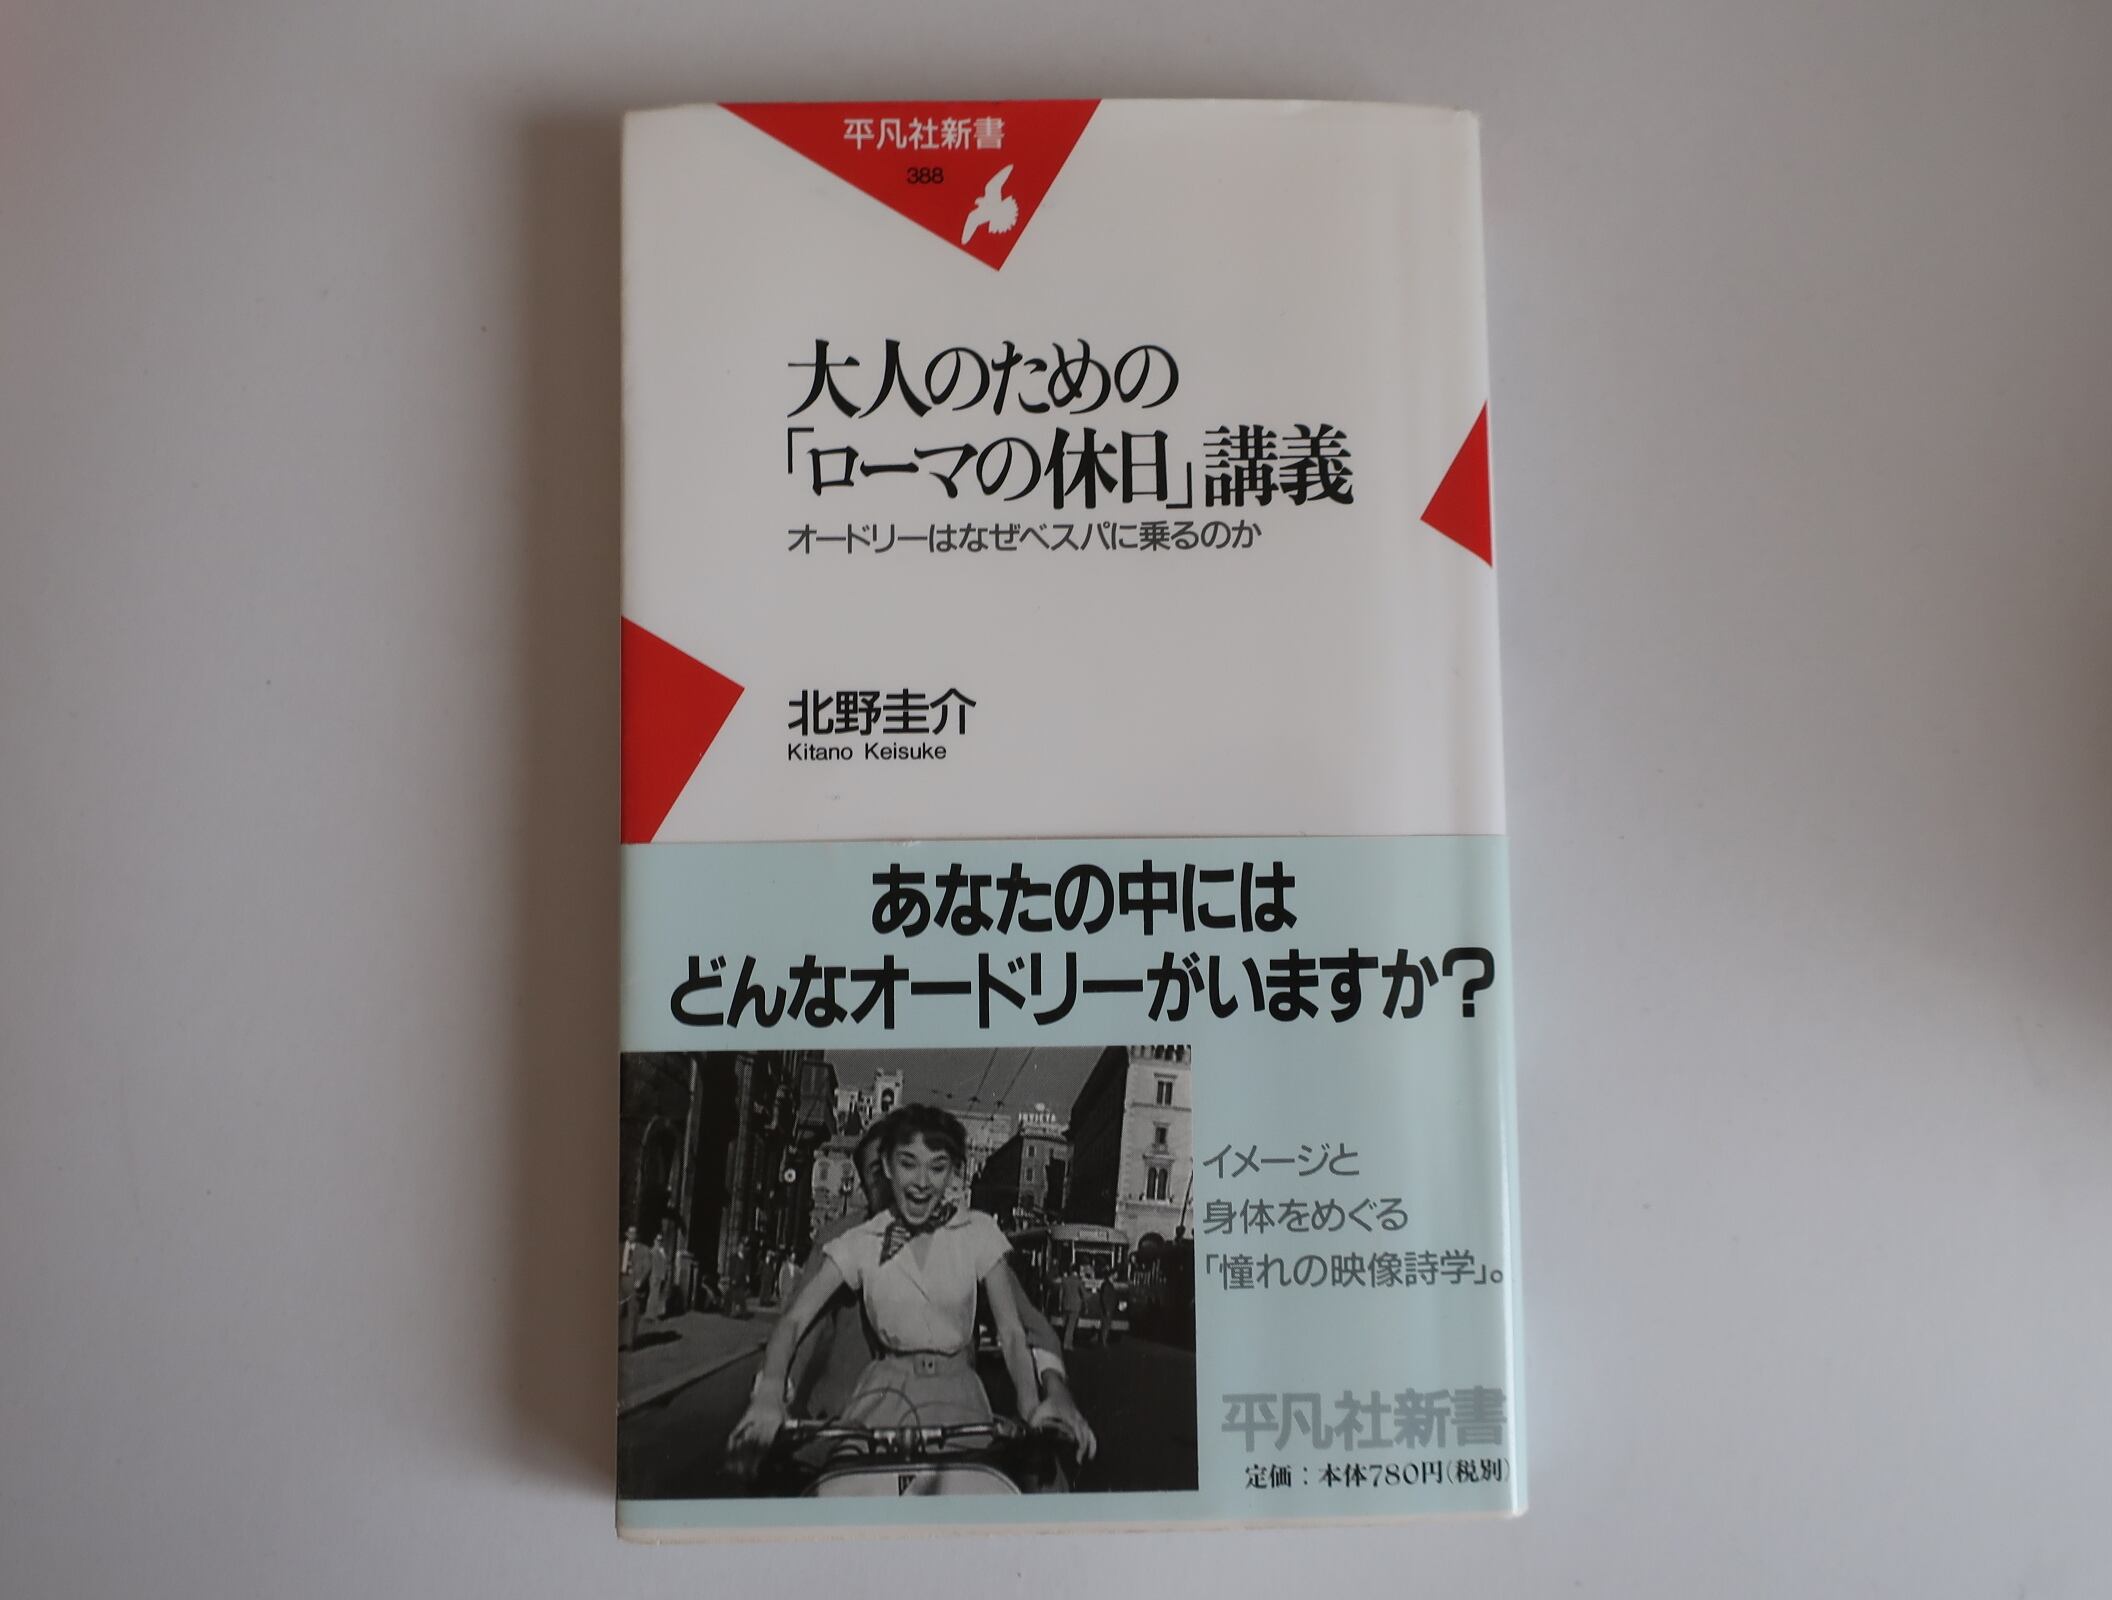 平凡社新書
388
大人のための
「ローマの休日」講義
オードリーはなぜベスパに乗るのか
北野圭介
Kitano Keisuke
あなたの中には
どんなオードリーがいますか?
INVICTA
イメージと
身体をめぐる
「憧れの映像詩学」。
平凡社新書
定価：本体780円(税別)